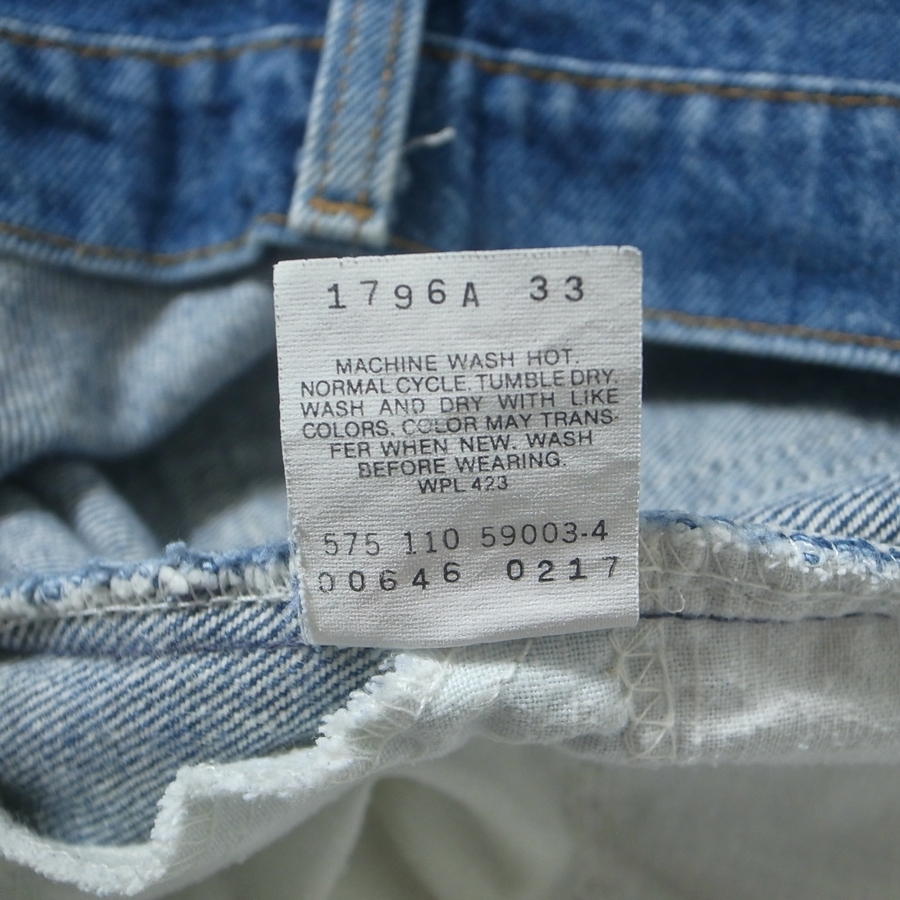 1796A 33
MACHINE WASH HOT.
NORMAL CYCLE. TUMBLE DRY.
WASH AND DRY WITH LIKE
COLORS. COLOR MAY TRANS-
FER WHEN NEW. WASH
BEFORE WEARING.
WPL 423
575 110 59003-4
00646 0217